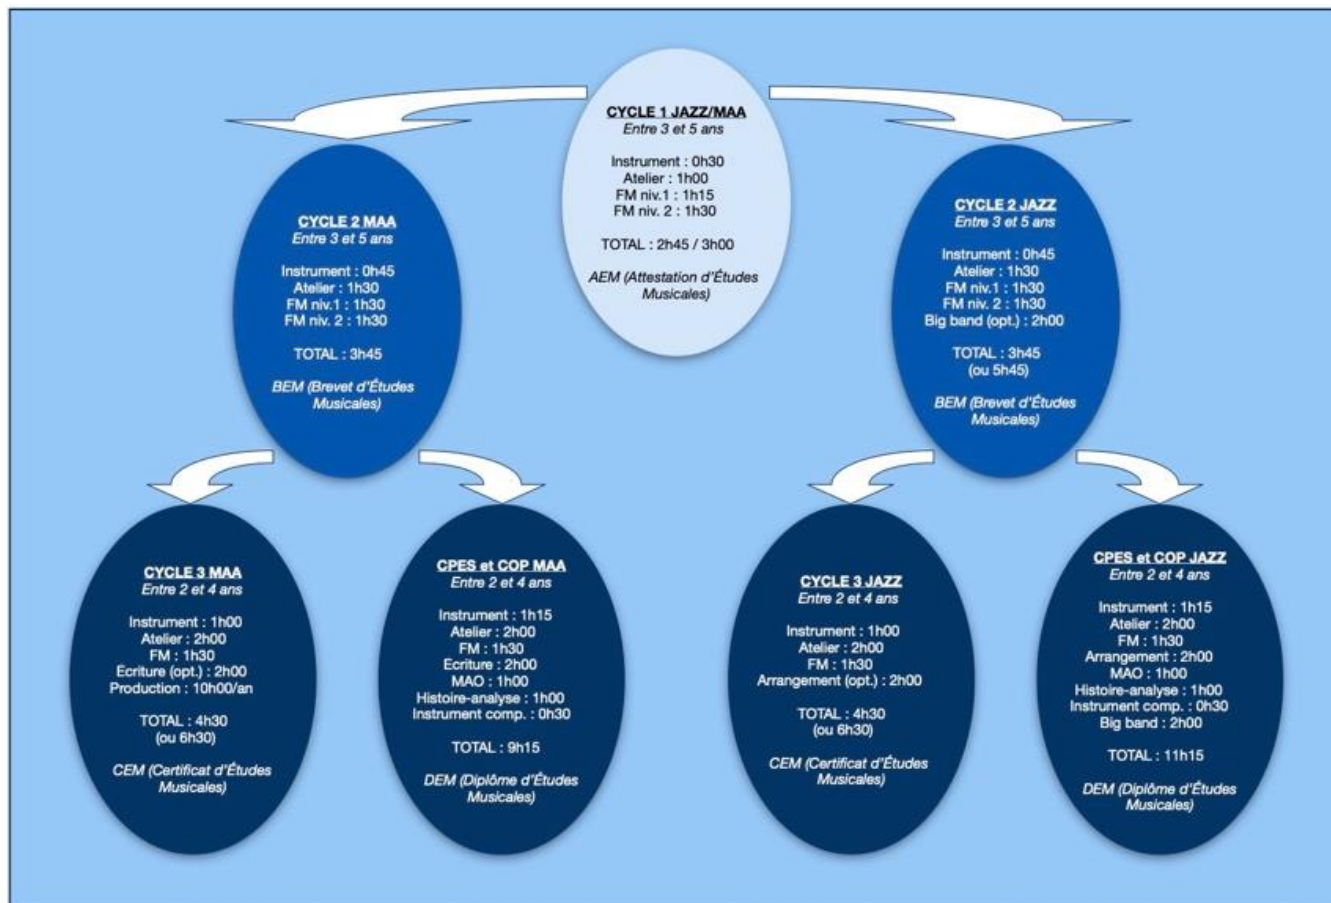 CYCLE 1 JAZZ/MAA
Entre 3 et 5 ans
Instrument : 0h30
Atelier : 1h00
FM niv.1 : 1h15
FM niv. 2 : 1h30
TOTAL : 2h45 / 3h00
AEM (Attestation d'Études
Musicales)
CYCLE 2 MAA
Entre 3 et 5 ans
Instrument : 0h45
Atelier : 1h30
FM niv.1 : 1h30
FM niv. 2 : 1h30
TOTAL : 3h45
BEM (Brevet d'Études
Musicales)
CYCLE 2 JAZZ
Entre 3 et 5 ans
Instrument : 0h45
Atelier : 1h30
FM niv.1 : 1h30
FM niv. 2 : 1h30
Big band (opt.) : 2h00
TOTAL : 3h45
(ou 5h45)
BEM (Brevet d'Études
Musicales)
CYCLE 3 MAA
Entre 2 et 4 ans
Instrument : 1h00
Atelier : 2h00
FM : 1h30
Ecriture (opt.) : 2h00
Production : 10h00/an
TOTAL : 4h30
(ou 6h30)
CEM (Certificat d'Études
Musicales)
CPES et COP MAA
Entre 2 et 4 ans
Instrument : 1h15
Atelier : 2h00
FM : 1h30
Ecriture : 2h00
MAO : 1h00
Histoire-analyse : 1h00
Instrument comp. : 0h30
TOTAL : 9h15
DEM (Diplôme d'Études
Musicales)
CYCLE 3 JAZZ
Entre 2 et 4 ans
Instrument : 1h00
Atelier : 2h00
FM : 1h30
Arrangement (opt.) : 2h00
TOTAL : 4h30
(ou 6h30)
CEM (Certificat d'Études
Musicales)
CPES et COP JAZZ
Entre 2 et 4 ans
Instrument : 1h15
Atelier : 2h00
FM : 1h30
Arrangement : 2h00
MAO : 1h00
Histoire-analyse : 1h00
Instrument comp. : 0h30
Big band : 2h00
TOTAL : 11h15
DEM (Diplôme d'Études
Musicales)